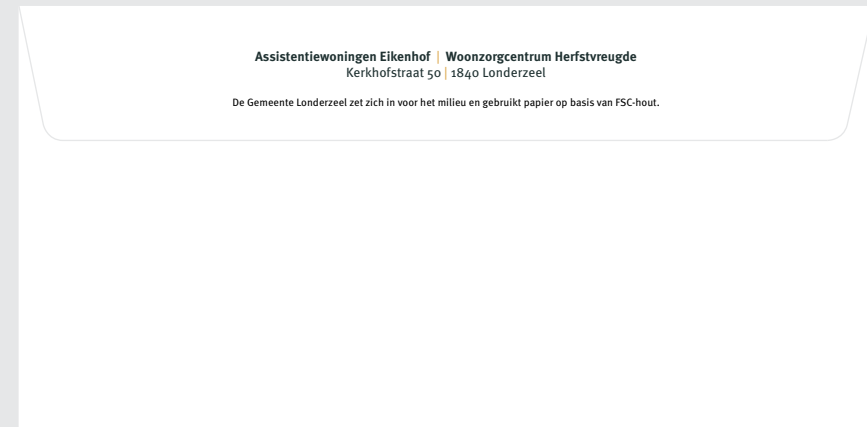 Assistentiewoningen Eikenhof | Woonzorgcentrum Herfstvreugde
Kerkhofstraat 50 | 1840 Londerzeel
De Gemeente Londerzeel zet zich in voor het milieu en gebruikt papier op basis van FSC-hout.